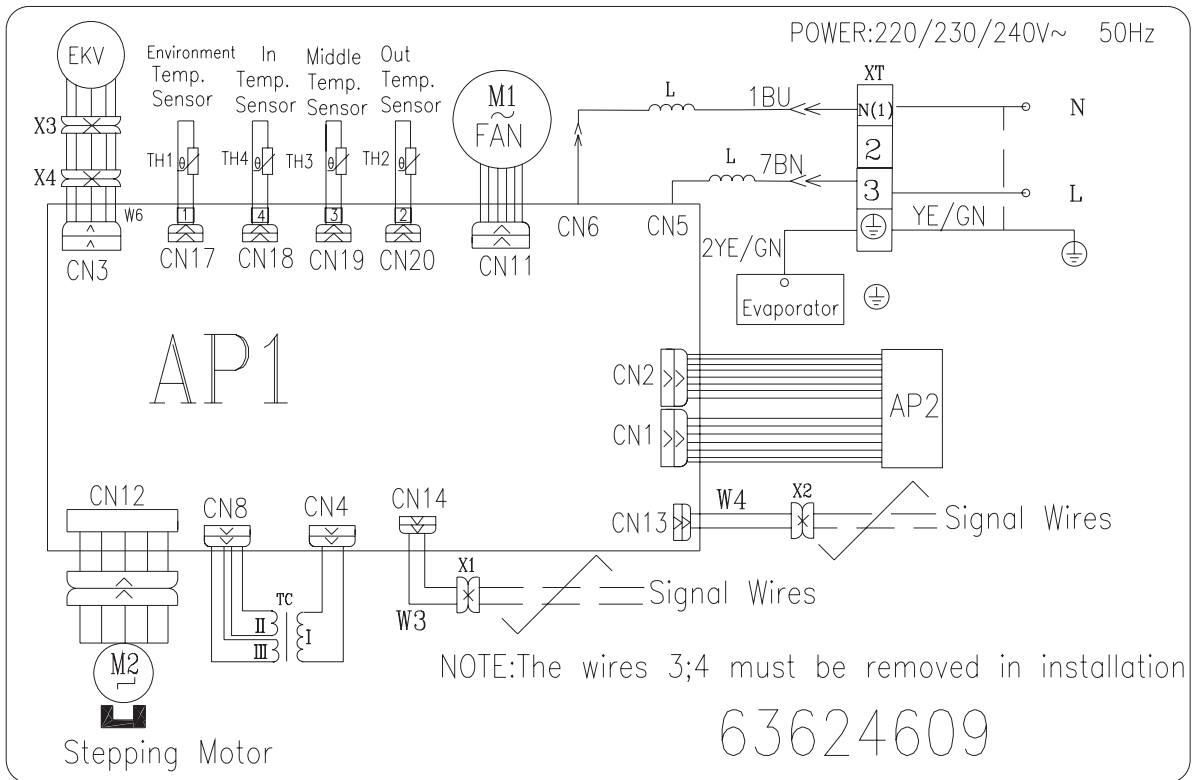 POWER:220/230/240V~ 50Hz
EKV
Environment Temp. Sensor
In Temp. Sensor
Middle Temp. Sensor
Out Temp. Sensor
M1
~
FAN
L
1BU
XT
N(1)
N
X3
TH1
θ
TH4
θ
TH3
θ
TH2
θ
2
L
7BN
3
L
X4
W6
1
4
3
2
CN6
CN5
YE/GN
CN3
CN17
CN18
CN19
CN20
CN11
2YE/GN
Evaporator
AP1
CN2
AP2
CN1
CN12
CN8
CN4
CN14
CN13
W4
X2
Signal Wires
X1
W3
Signal Wires
TC
II
III
I
M2
NOTE:The wires 3;4 must be removed in installation
Stepping Motor
63624609